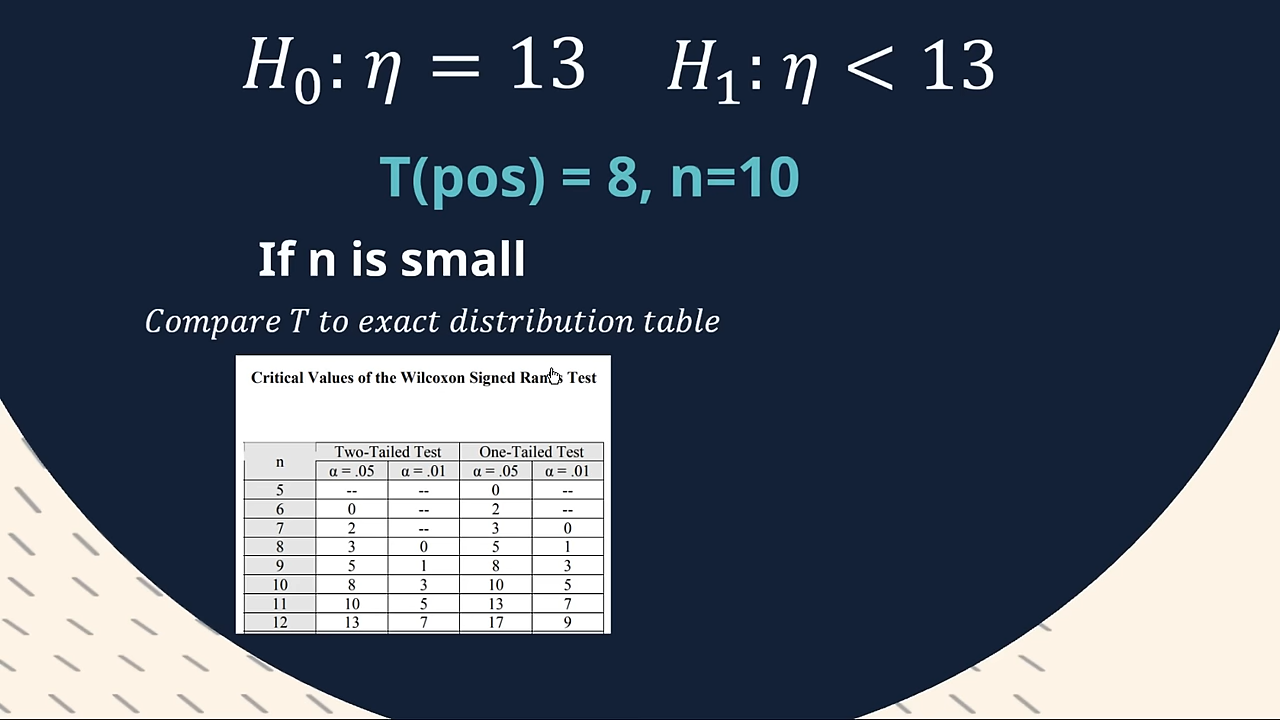 H₀: η = 13 H₁: η < 13
T(pos) = 8, n=10
If n is small
Compare T to exact distribution table
Critical Values of the Wilcoxon Signed Ranks Test
n Two-Tailed Test One-Tailed Test
α = .05 α = .01 α = .05 α = .01
5 -- -- 0 --
6 0 -- 2 --
7 2 -- 3 0
8 3 0 5 1
9 5 1 8 3
10 8 3 10 5
11 10 5 13 7
12 13 7 17 9